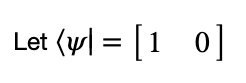 Let ⟨ψ| = [1 0]